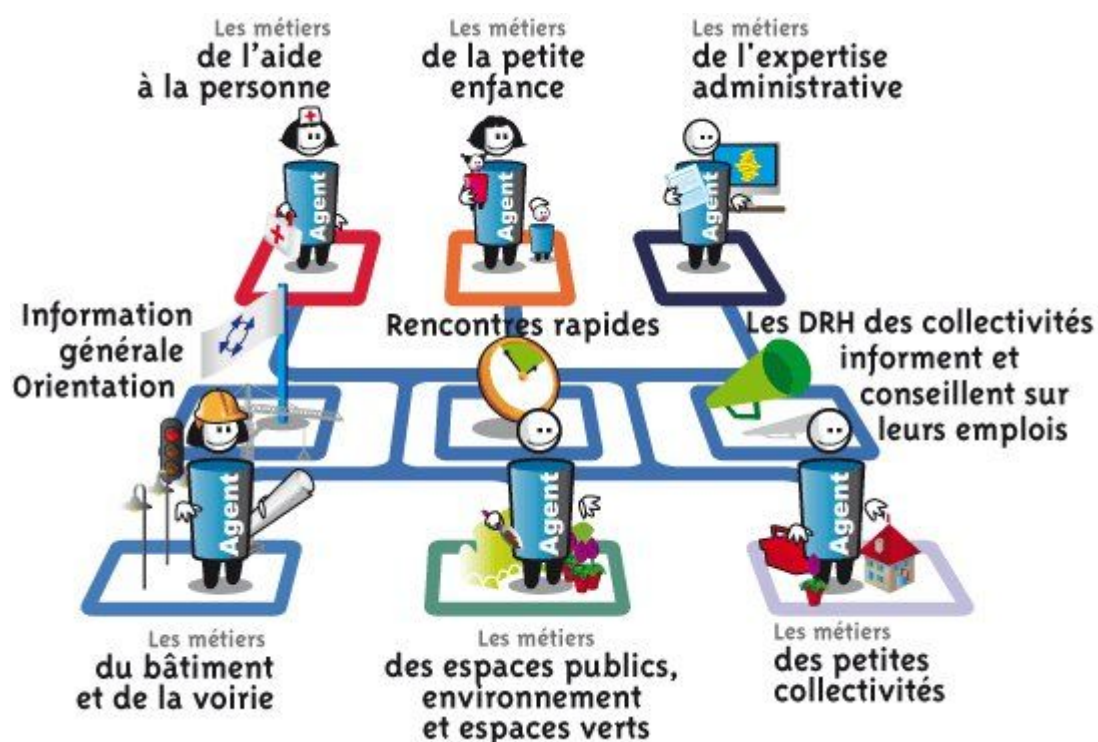 Les métiers
de l'aide
à la personne
Les métiers
de la petite
enfance
Les métiers
de l'expertise
administrative
Agent
Agent
Agent
Information
générale
Orientation
Rencontres rapides
Les DRH des collectivités
informent et
conseillent sur
leurs emplois
Agent
Agent
Agent
Les métiers
du bâtiment
et de la voirie
Les métiers
des espaces publics,
environnement
et espaces verts
Les métiers
des petites
collectivités